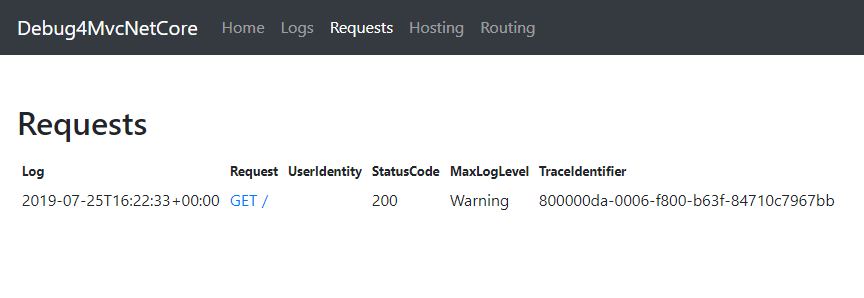 Debug4MvcNetCore Home Logs Requests Hosting Routing
Requests
Log Request UserIdentity StatusCode MaxLogLevel TraceIdentifier
2019-07-25T16:22:33+00:00 GET / 200 Warning 800000da-0006-f800-b63f-84710c7967bb